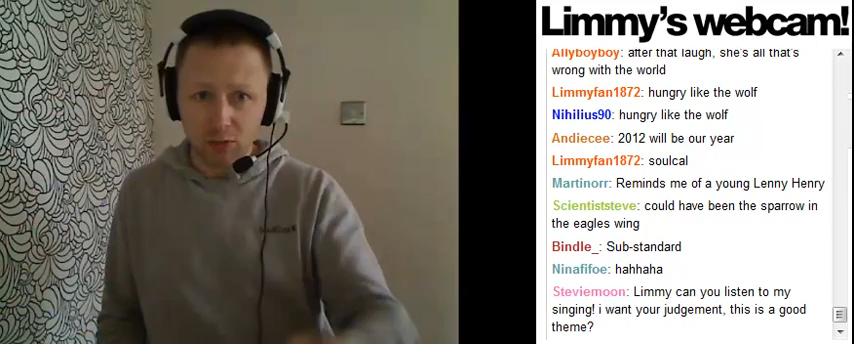 Limmy's webcam!
Allyboyboy: after that laugh, she's all that's
wrong with the world
Limmyfan1872: hungry like the wolf
Nihilius90: hungry like the wolf
Andiecee: 2012 will be our year
Limmyfan1872: soulcal
Martinorr: Reminds me of a young Lenny Henry
Scientiststeve: could have been the sparrow in
the eagles wing
Bindle_: Sub-standard
Ninafifoe: hahhaha
Steviemoon: Limmy can you listen to my
singing! i want your judgement, this is a good
theme?